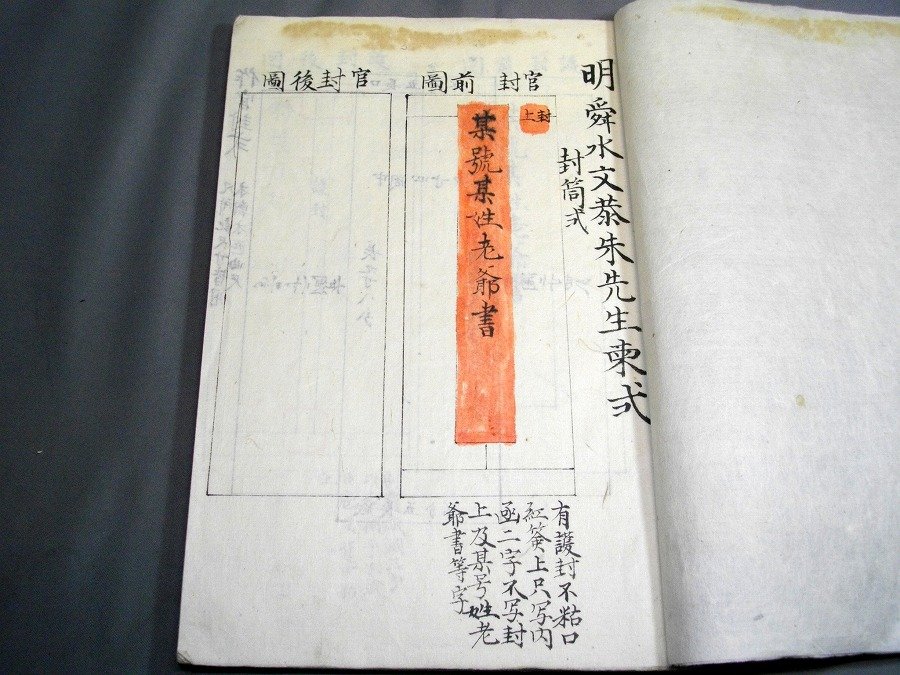 明舜水文恭朱先生柬式
封筒式
官封前圖
封上
某號某姓老爺書
官封後圖
有護封不粘口
紅簽上只写内
函二字不写封
上及某号姓老
爺書等字